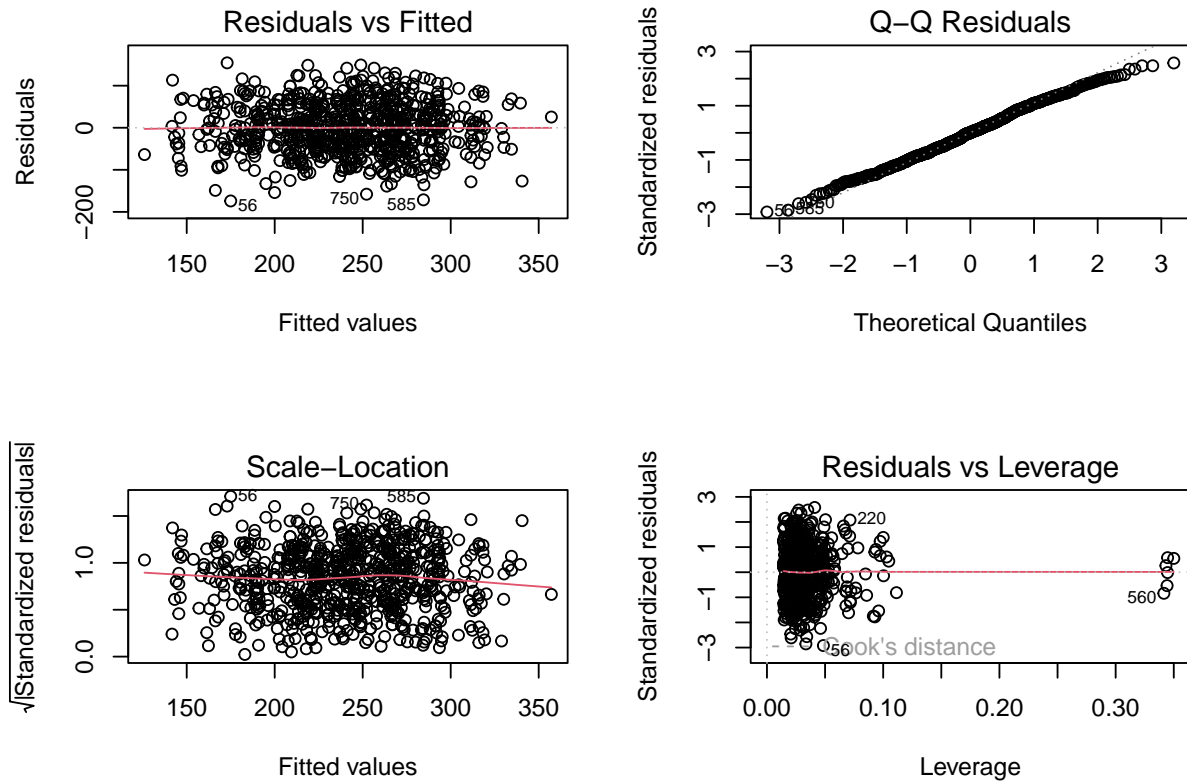 Residuals vs Fitted
Residuals
0
−200
56
750
585
150 200 250 300 350
Fitted values
Q−Q Residuals
Standardized residuals
3
1
−1
−3
56
585
−3 −2 −1 0 1 2 3
Theoretical Quantiles
Scale−Location
√|Standardized residuals|
1.0
0.0
56
750
585
150 200 250 300 350
Fitted values
Residuals vs Leverage
Standardized residuals
3
1
−1
−3
220
560
56
Cook's distance
0.00 0.10 0.20 0.30
Leverage